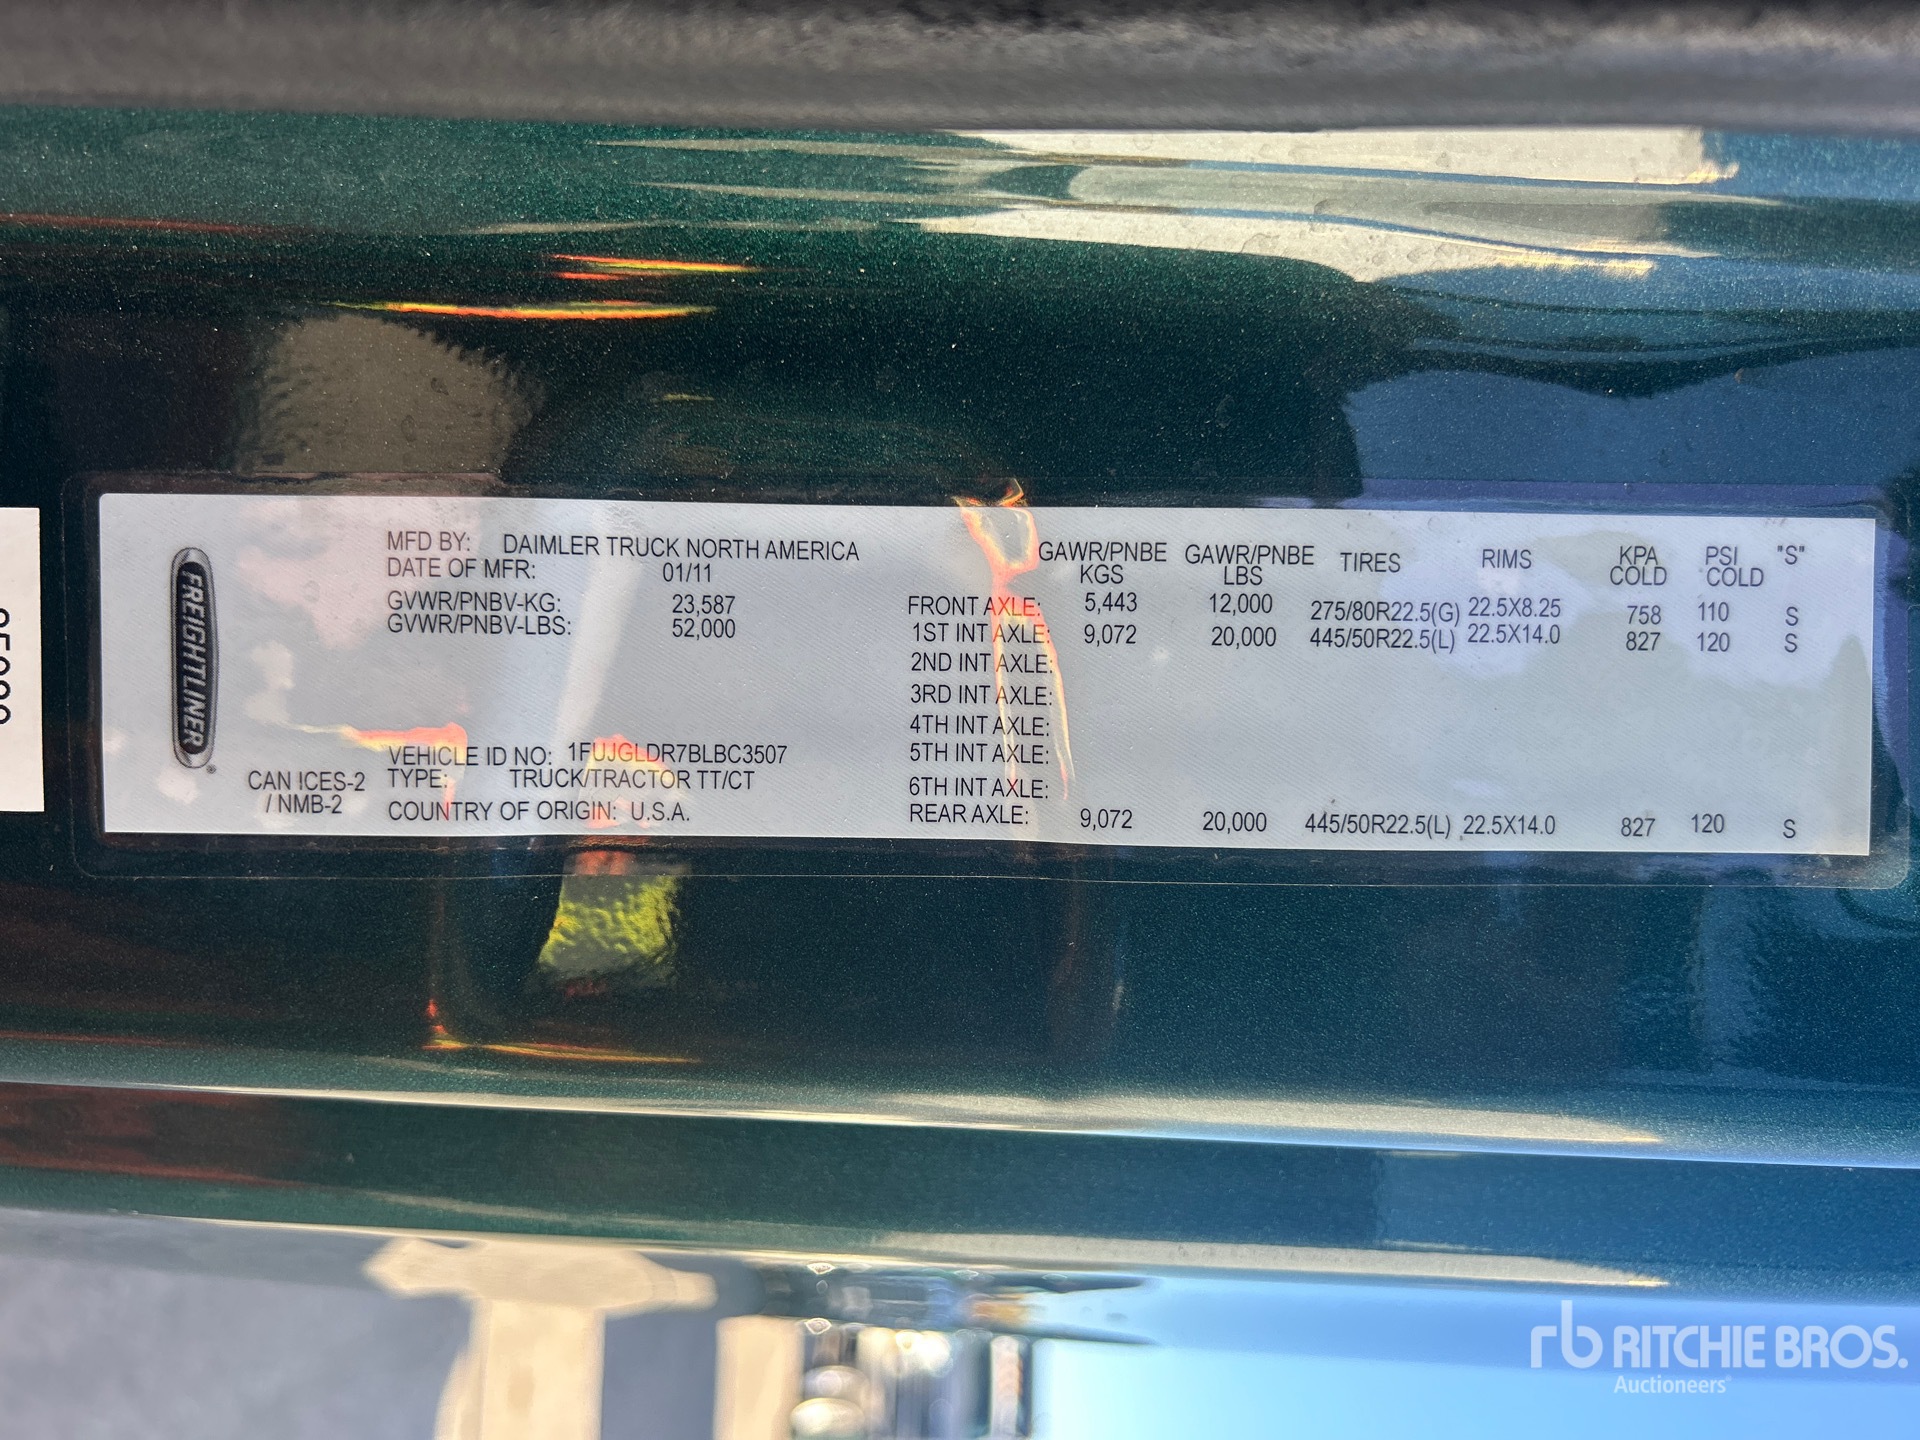 FREIGHTLINER
MFD BY: DAIMLER TRUCK NORTH AMERICA
DATE OF MFR: 01/11
GVWR/PNBV-KG: 23,587
GVWR/PNBV-LBS: 52,000
VEHICLE ID NO: 1FUJGLDR7BLBC3507
TYPE: TRUCK/TRACTOR TT/CT
COUNTRY OF ORIGIN: U.S.A.
CAN ICES-2
/ NMB-2
GAWR/PNBE KGS GAWR/PNBE LBS TIRES RIMS KPA COLD PSI COLD "S"
FRONT AXLE: 5,443 12,000 275/80R22.5(G) 22.5X8.25 758 110 S
1ST INT AXLE: 9,072 20,000 445/50R22.5(L) 22.5X14.0 827 120 S
2ND INT AXLE:
3RD INT AXLE:
4TH INT AXLE:
5TH INT AXLE:
6TH INT AXLE:
REAR AXLE: 9,072 20,000 445/50R22.5(L) 22.5X14.0 827 120 S
rb RITCHIE BROS.
Auctioneers